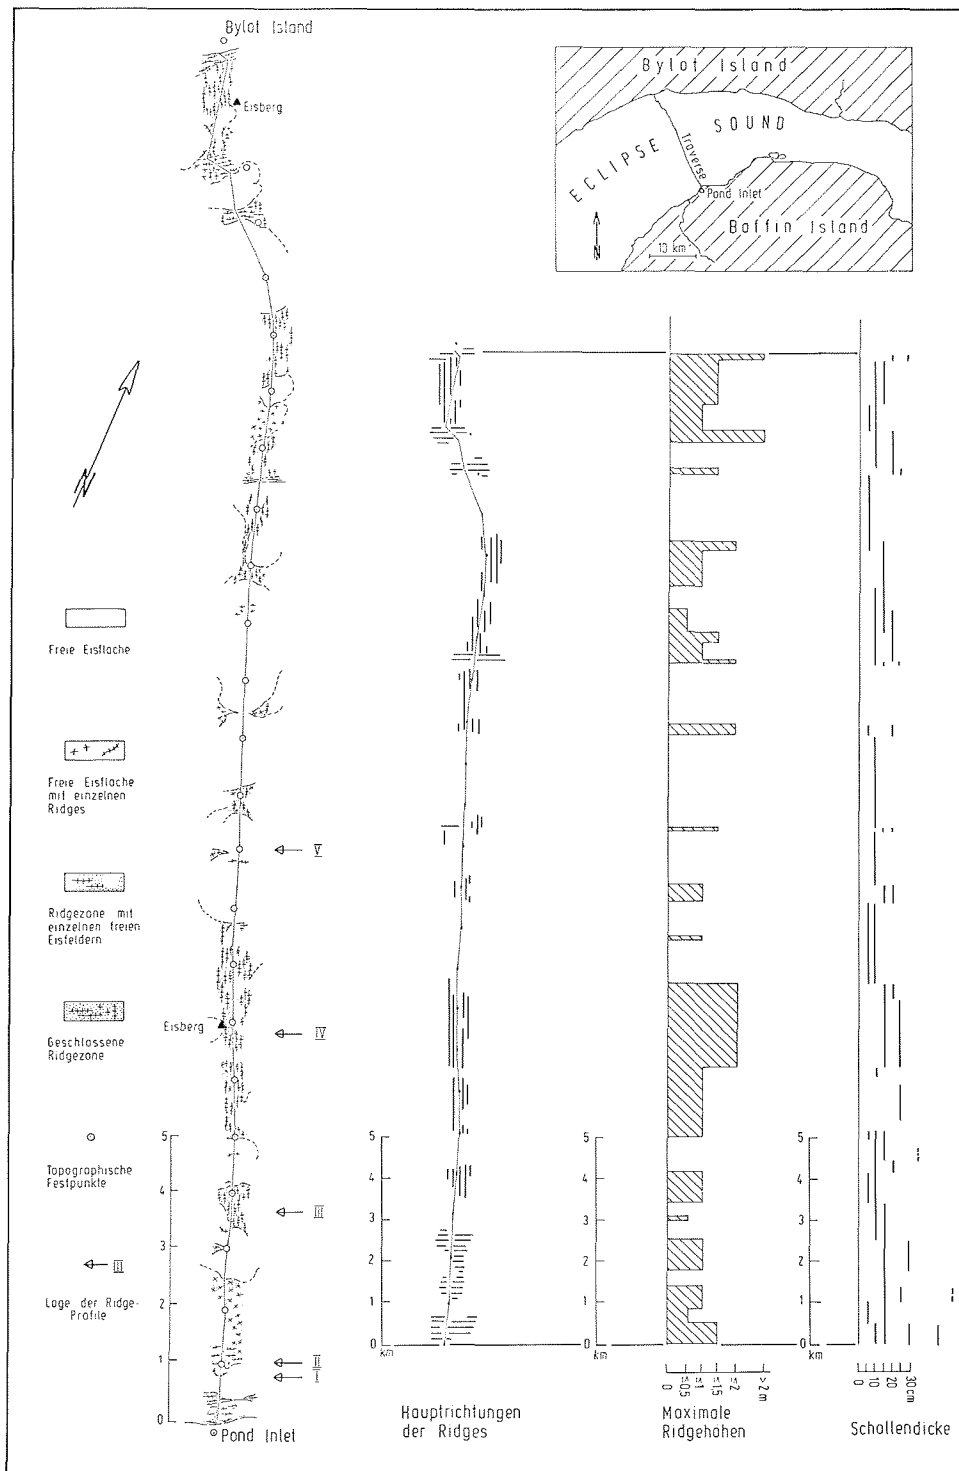 Bylot Island
Eisberg
Bylot Island
ECLIPSE SOUND
Traverse
Pond Inlet
Baffin Island
N
10 km
N
Freie Eisfläche
Freie Eisfläche
mit einzelnen
Ridges
V
Ridgezone mit
einzelnen freien
Eisfeldern
Eisberg
IV
Geschlossene
Ridgezone
Topographische
Festpunkte
III
III
Lage der Ridge-
Profile
II
I
5
4
3
2
1
0
Pond Inlet
5
4
3
2
1
0
km
Hauptrichtungen
der Ridges
5
4
3
2
1
0
km
0
≤0,5
≤1
≤1,5
≤2
>2m
Maximale
Ridgehöhen
5
4
3
2
1
0
km
0
10
20
30 cm
Schollendicke